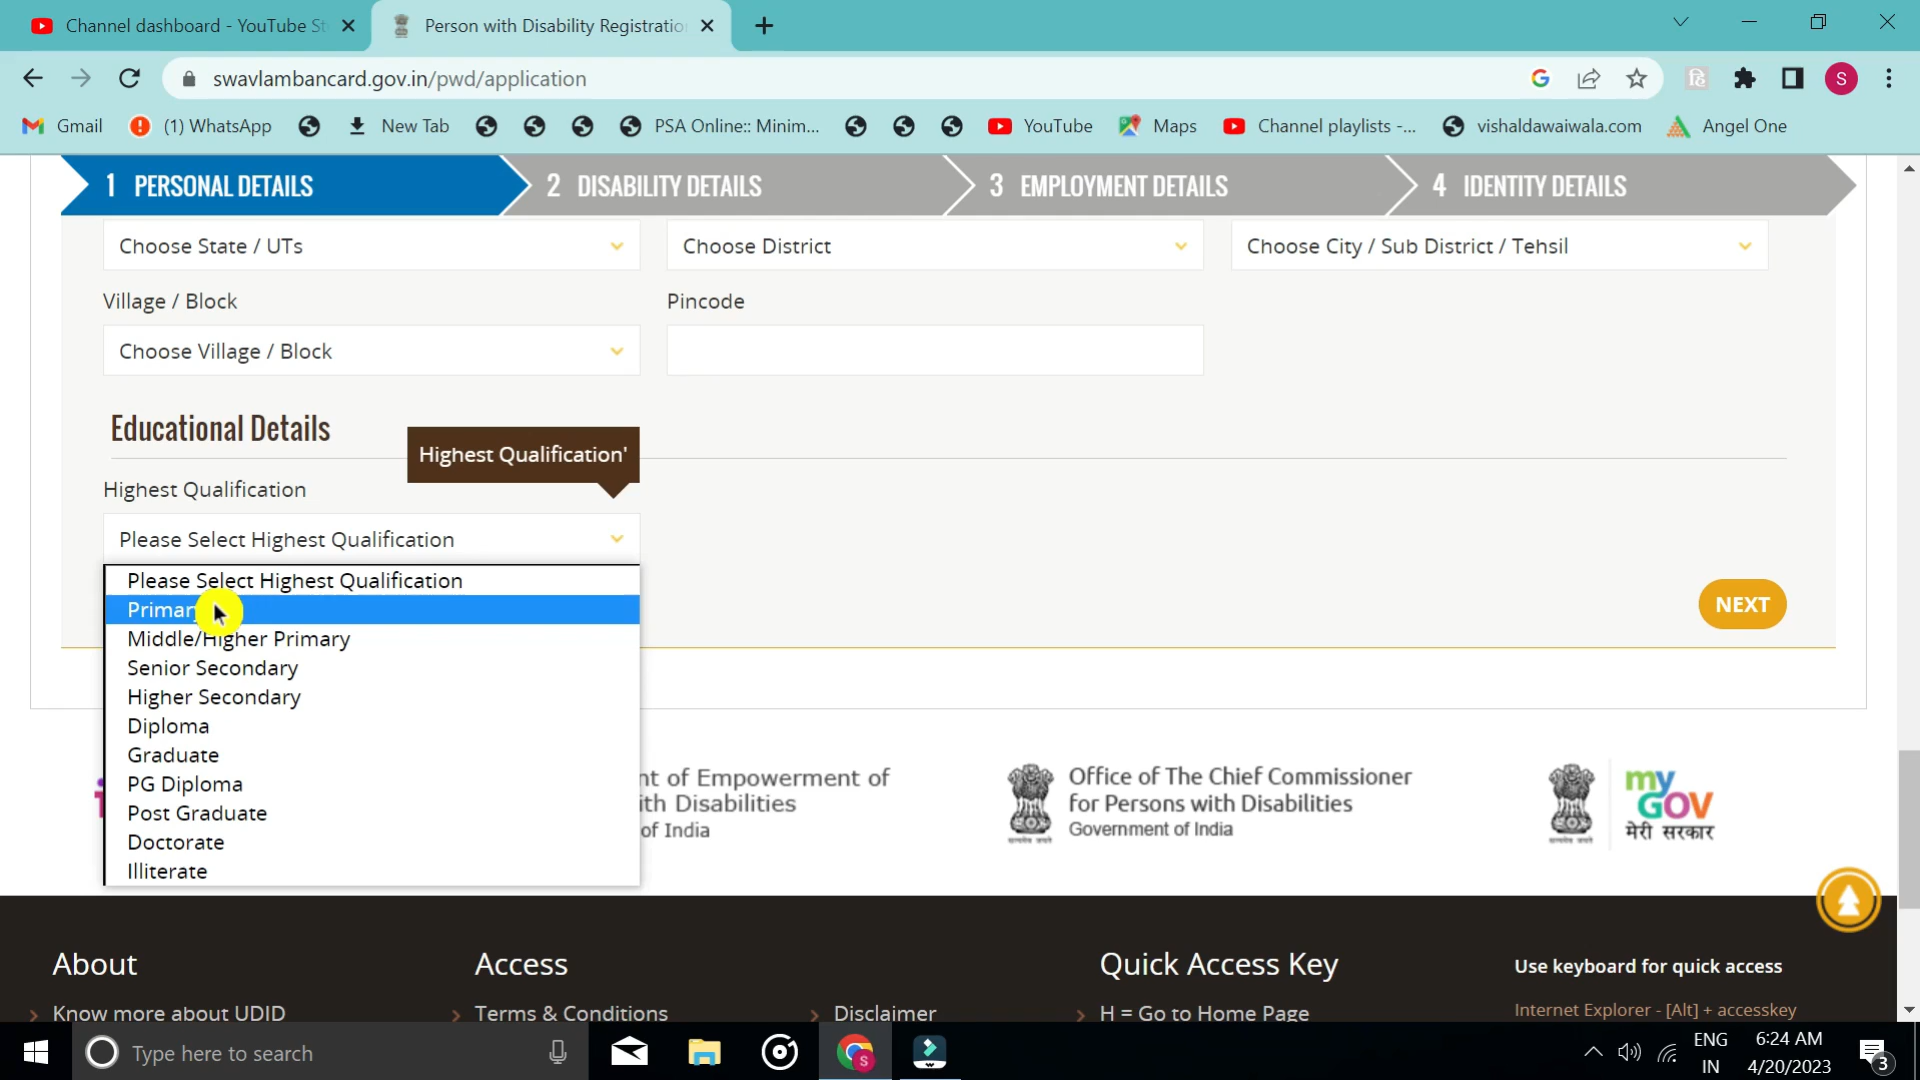 Channel dashboard - YouTube St
Person with Disability Registratio
swavlambancard.gov.in/pwd/application
S
Gmail
(1) WhatsApp
New Tab
PSA Online:: Minim...
YouTube
Maps
Channel playlists -...
vishaldawaiwala.com
Angel One
1 PERSONAL DETAILS
2 DISABILITY DETAILS
3 EMPLOYMENT DETAILS
4 IDENTITY DETAILS
Choose State / UTs
Choose District
Choose City / Sub District / Tehsil
Village / Block
Pincode
Choose Village / Block
Educational Details
Highest Qualification'
Highest Qualification
Please Select Highest Qualification
Please Select Highest Qualification
Primary
Middle/Higher Primary
Senior Secondary
Higher Secondary
Diploma
Graduate
PG Diploma
Post Graduate
Doctorate
Illiterate
NEXT
nt of Empowerment of
ith Disabilities
of India
Office of The Chief Commissioner
for Persons with Disabilities
Government of India
my
GOV
मेरी सरकार
About
Access
Quick Access Key
Use keyboard for quick access
Know more about UDID
Terms & Conditions
Disclaimer
H = Go to Home Page
Internet Explorer - [Alt] + accesskey
Type here to search
ENG
IN
6:24 AM
4/20/2023
3